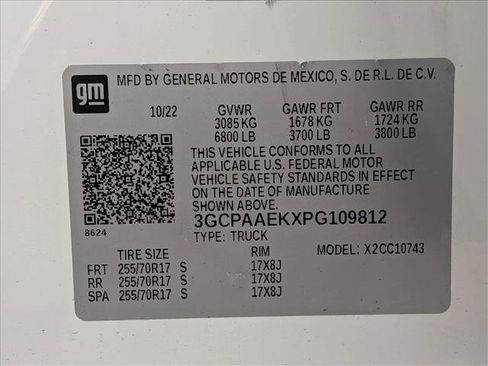 gm
MFD BY GENERAL MOTORS DE MEXICO, S. DE R.L. DE C.V.
10/22 GVWR GAWR FRT GAWR RR
3085 KG 1678 KG 1724 KG
6800 LB 3700 LB 3800 LB
THIS VEHICLE CONFORMS TO ALL
APPLICABLE U.S. FEDERAL MOTOR
VEHICLE SAFETY STANDARDS IN EFFECT
ON THE DATE OF MANUFACTURE
SHOWN ABOVE
3GCPAAEKXPG109812
8624
TYPE: TRUCK MODEL: X2CC10743
TIRE SIZE RIM
FRT 255/70R17 S 17X8J
RR 255/70R17 S 17X8J
SPA 255/70R17 S 17X8J